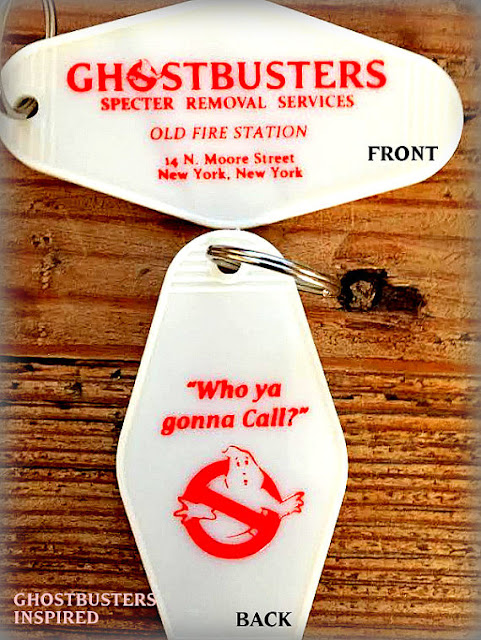 GHOSTBUSTERS
SPECTER REMOVAL SERVICES
OLD FIRE STATION
14 N. Moore Street
New York, New York
FRONT
“Who ya
gonna Call?”
GHOSTBUSTERS
INSPIRED
BACK